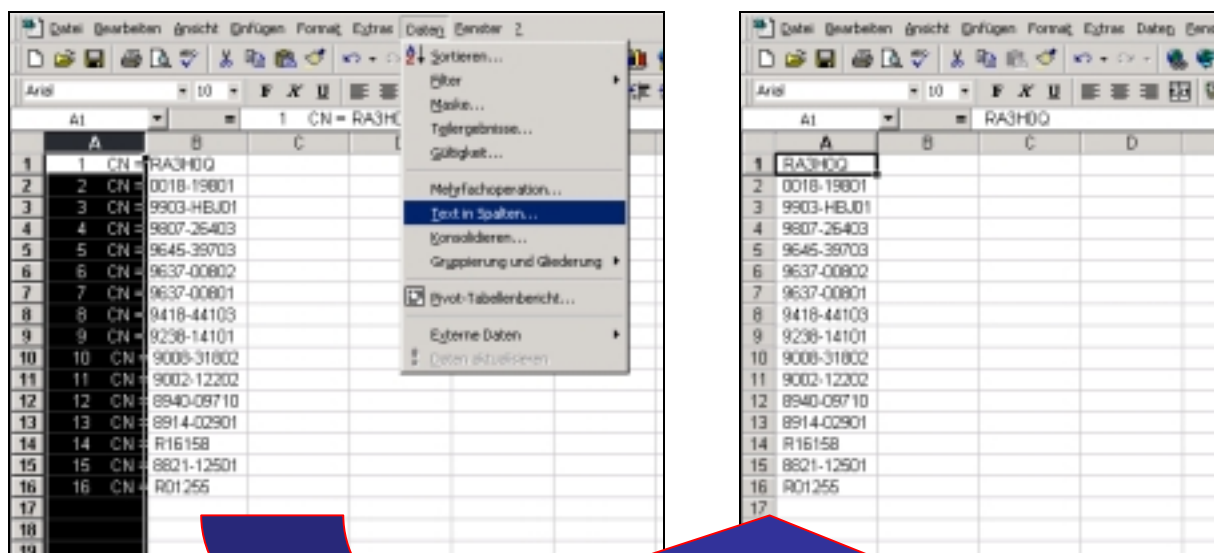 Datei Bearbeiten Ansicht Einfügen Format Extras Daten Fenster ?
Arial 10 F K U
A1 = 1 CN = RA3H0
A B C
1 1 CN = RA3H0Q
2 2 CN = 0018-19801
3 3 CN = 9903-HBJ01
4 4 CN = 9807-26403
5 5 CN = 9645-39703
6 6 CN = 9637-00802
7 7 CN = 9637-00801
8 8 CN = 9418-44103
9 9 CN = 9238-14101
10 10 CN = 9008-31802
11 11 CN = 9002-12202
12 12 CN = 8940-09710
13 13 CN = 8914-02901
14 14 CN = R16158
15 15 CN = 8821-12501
16 16 CN = R01255
17
18
19
Sortieren...
Filter
Maske...
Teilergebnisse...
Gültigkeit...
Mehrfachoperation...
Text in Spalten...
Konsolidieren...
Gruppierung und Gliederung
Pivot-Tabellenbericht...
Externe Daten
Daten aktualisieren
Datei Bearbeiten Ansicht Einfügen Format Extras Daten Fens
Arial 10 F K U
A1 = RA3H0Q
A B C D
1 RA3H0Q
2 0018-19801
3 9903-HBJ01
4 9807-26403
5 9645-39703
6 9637-00802
7 9637-00801
8 9418-44103
9 9238-14101
10 9008-31802
11 9002-12202
12 8940-09710
13 8914-02901
14 R16158
15 8821-12501
16 R01255
17